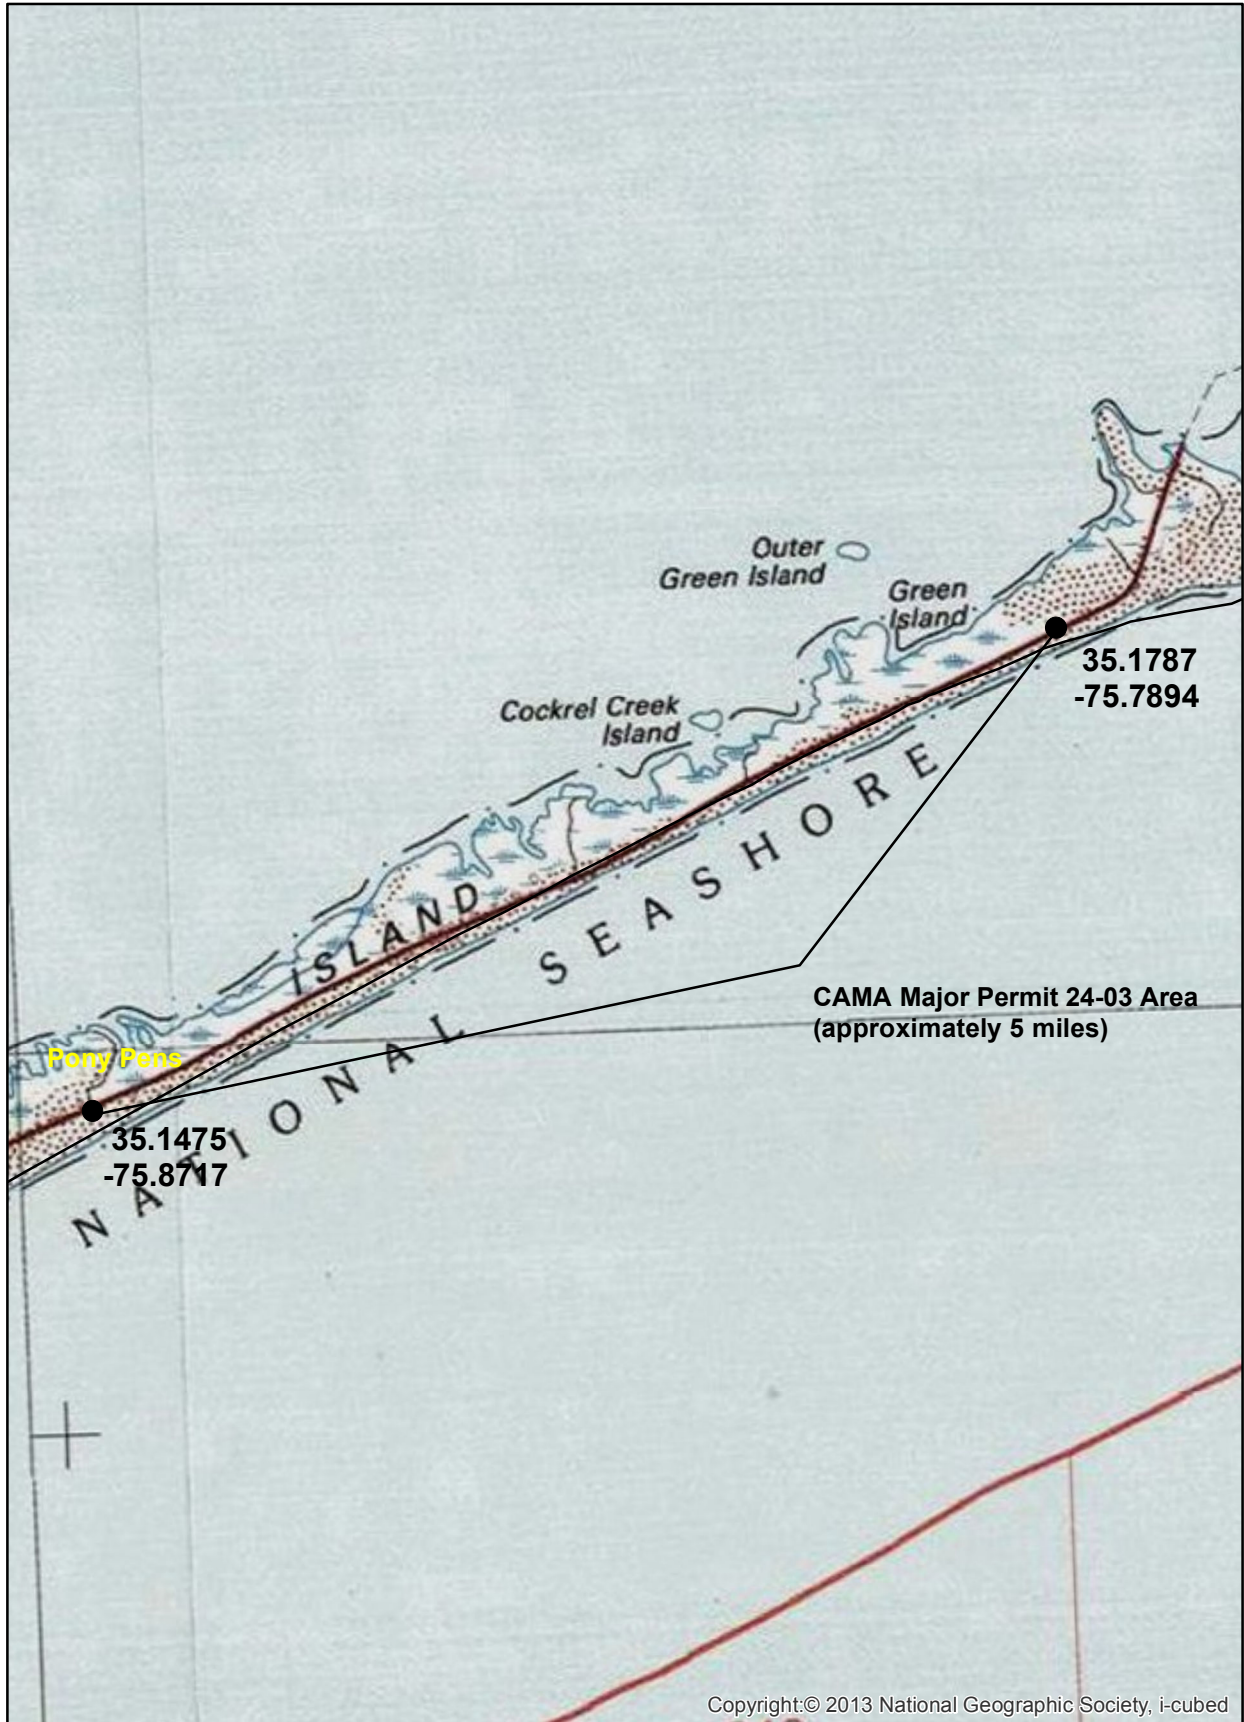 Outer
Green Island
Green
Island
35.1787
-75.7894
Cockrel Creek
Island
ISLAND
NATIONAL SEASHORE
CAMA Major Permit 24-03 Area
(approximately 5 miles)
Pony Pens
35.1475
-75.8717
Copyright:© 2013 National Geographic Society, i-cubed